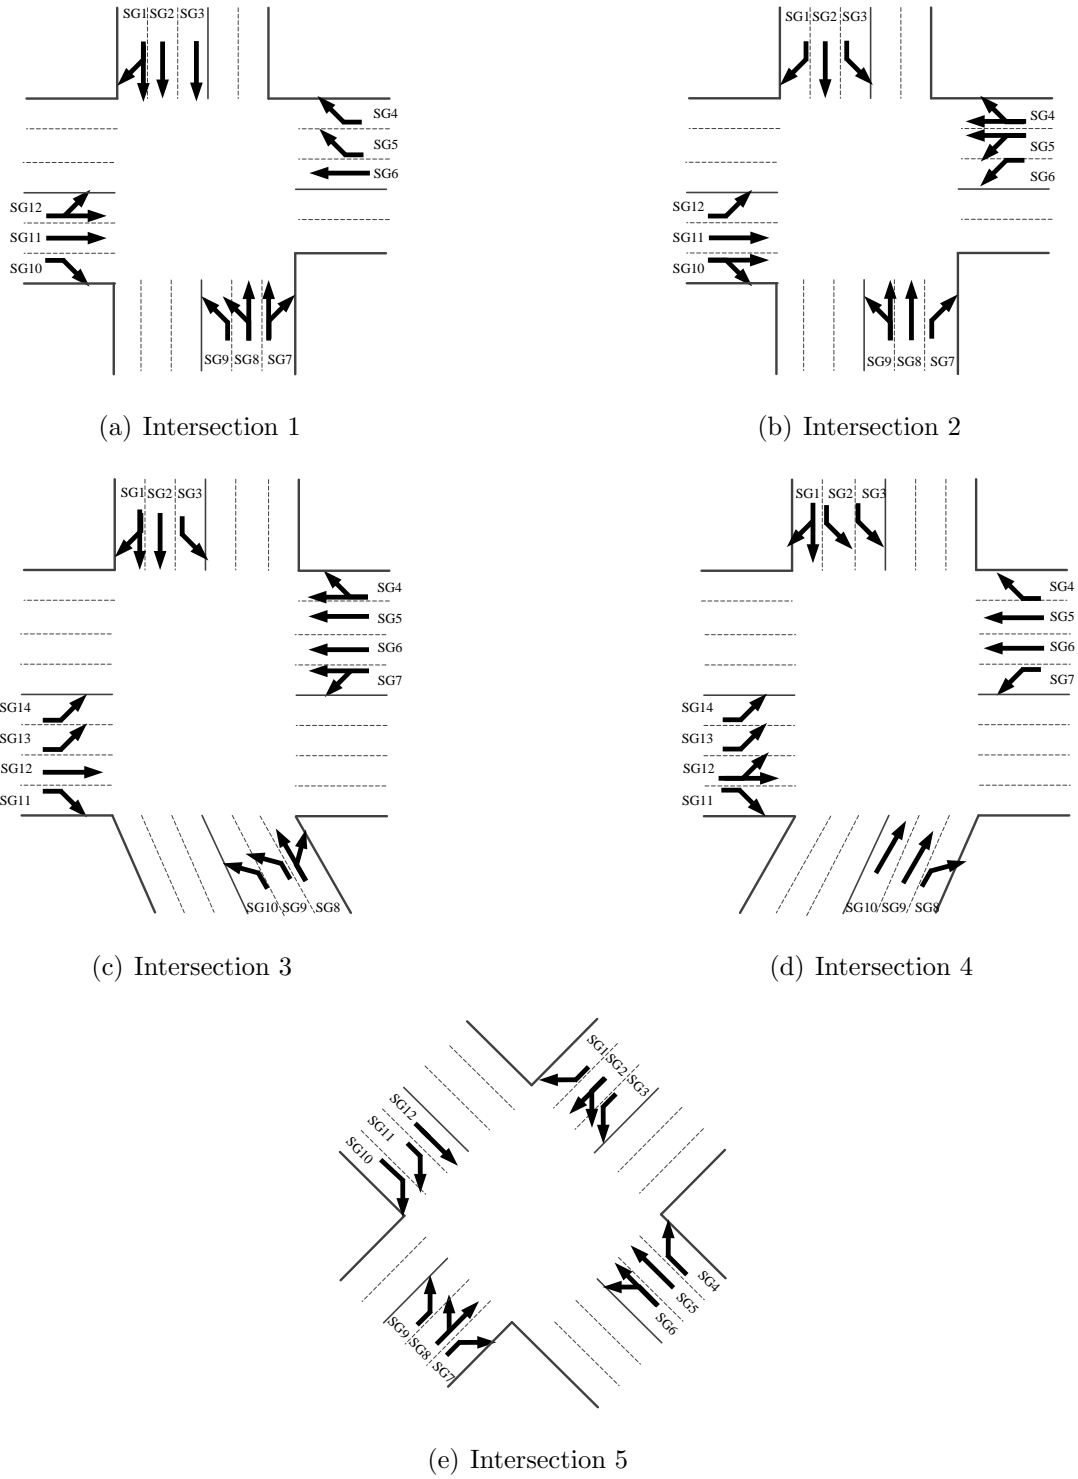 SG1 SG2 SG3
SG4
SG5
SG6
SG12
SG11
SG10
SG9 SG8 SG7
(a) Intersection 1
SG1 SG2 SG3
SG4
SG5
SG6
SG12
SG11
SG10
SG9 SG8 SG7
(b) Intersection 2
SG1 SG2 SG3
SG4
SG5
SG6
SG7
SG14
SG13
SG12
SG11
SG10 SG9 SG8
(c) Intersection 3
SG1 SG2 SG3
SG4
SG5
SG6
SG7
SG14
SG13
SG12
SG11
SG10 SG9 SG8
(d) Intersection 4
SG1
SG2
SG3
SG12
SG11
SG10
SG4
SG5
SG6
SG9
SG8
SG7
(e) Intersection 5